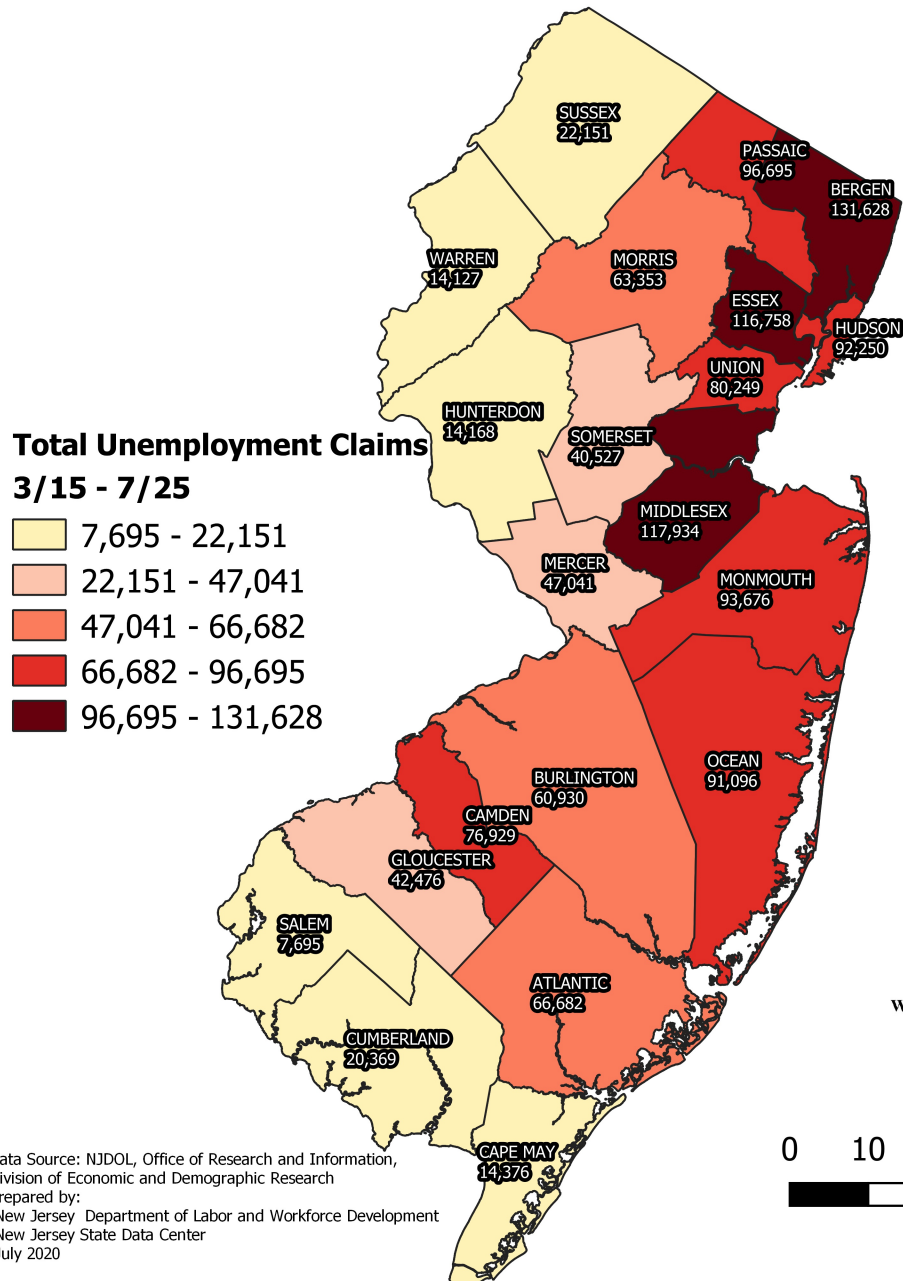 SUSSEX
22,151
PASSAIC
96,695
BERGEN
131,628
WARREN
14,127
MORRIS
63,353
ESSEX
116,758
HUDSON
92,250
UNION
80,249
HUNTERDON
14,168
SOMERSET
40,527
Total Unemployment Claims
3/15 - 7/25
7,695 - 22,151
22,151 - 47,041
47,041 - 66,682
66,682 - 96,695
96,695 - 131,628
MIDDLESEX
117,934
MERCER
47,041
MONMOUTH
93,676
OCEAN
91,096
BURLINGTON
60,930
CAMDEN
76,929
GLOUCESTER
42,476
SALEM
7,695
ATLANTIC
66,682
W
CUMBERLAND
20,369
CAPE MAY
14,376
0 10
ata Source: NJDOL, Office of Research and Information,
ivision of Economic and Demographic Research
repared by:
New Jersey Department of Labor and Workforce Development
New Jersey State Data Center
uly 2020